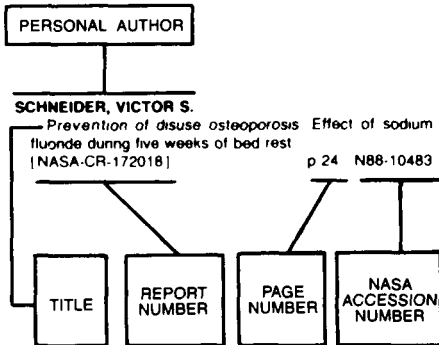 PERSONAL AUTHOR
SCHNEIDER, VICTOR S.
Prevention of disuse osteoporosis Effect of sodium
fluonde during five weeks of bed rest
[NASA-CR-172018] p 24 N88-10483
TITLE
REPORT
NUMBER
PAGE
NUMBER
NASA
ACCESSION
NUMBER